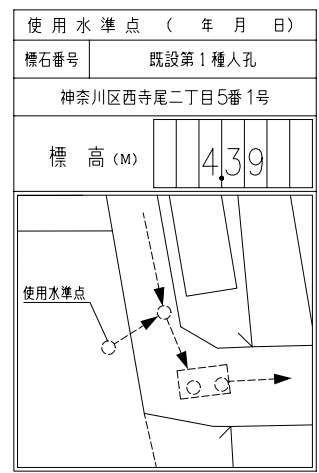 使用水準点 ( 年 月 日)
標石番号 既設第1種人孔
神奈川区西寺尾二丁目5番1号
標高(M) 4.39
使用水準点